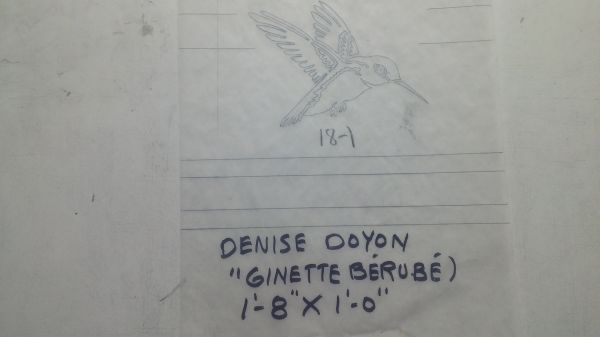 18-1
DENISE DOYON
"GINETTE BÉRUBÉ)
1'-8" X 1'-0"